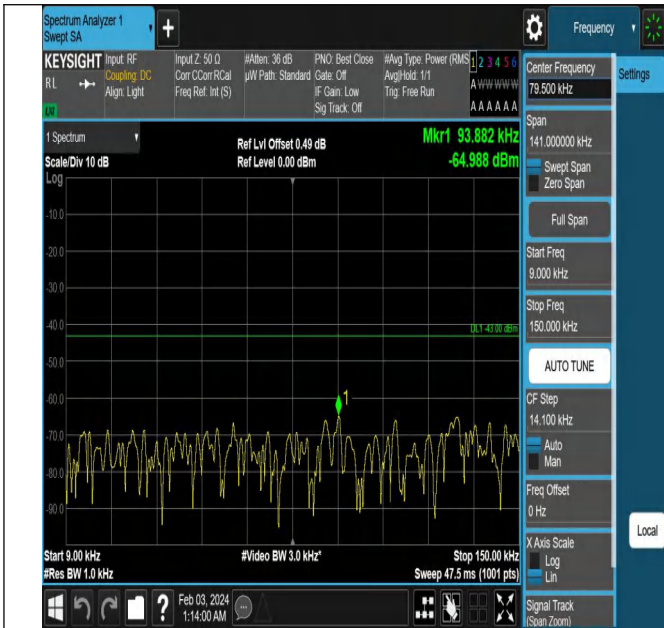 Spectrum Analyzer 1
Swept SA
Frequency
KEYSIGHT
RL
LXI
Input: RF
Coupling: DC
Align: Light
Input Z: 50 Ω
Corr CCorr RCal
Freq Ref: Int (S)
#Atten: 36 dB
µW Path: Standard
PNO: Best Close
Gate: Off
IF Gain: Low
Sig Track: Off
#Avg Type: Power (RMS
Avg|Hold: 1/1
Trig: Free Run
1 2 3 4 5 6
A W W W W W
A A A A A A
1 Spectrum
Scale/Div 10 dB
Log
Ref Lvl Offset 0.49 dB
Ref Level 0.00 dBm
Mkr1 93.882 kHz
-64.988 dBm
-10.0
-20.0
-30.0
-40.0
DL1 -43.00 dBm
-50.0
-60.0
1
-70.0
-80.0
-90.0
Start 9.00 kHz
#Res BW 1.0 kHz
#Video BW 3.0 kHz*
Stop 150.00 kHz
Sweep 47.5 ms (1001 pts)
Feb 03, 2024
1:14:00 AM
Center Frequency
79.500 kHz
Settings
Span
141.000000 kHz
Swept Span
Zero Span
Full Span
Start Freq
9.000 kHz
Stop Freq
150.000 kHz
AUTO TUNE
CF Step
14.100 kHz
Auto
Man
Freq Offset
0 Hz
Local
X Axis Scale
Log
Lin
Signal Track
(Span Zoom)